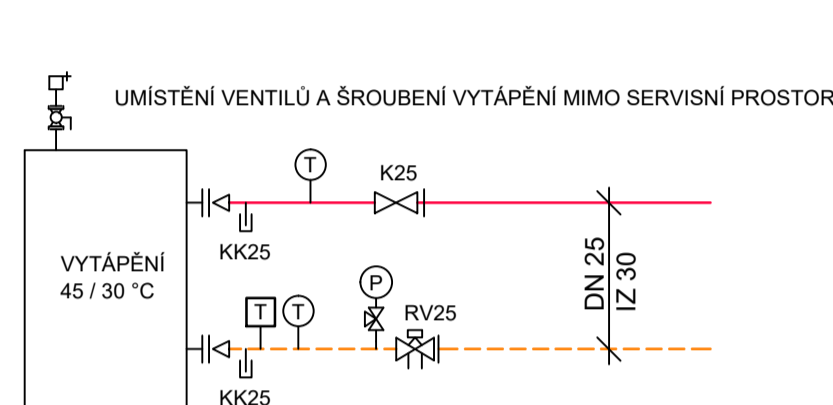 UMÍSTĚNÍ VENTILŮ A ŠROUBENÍ VYTÁPĚNÍ MIMO SERVISNÍ PROSTOR
T
K25
KK25
VYTÁPĚNÍ
45 / 30 °C
DN 25
IZ 30
P
T
T
RV25
KK25